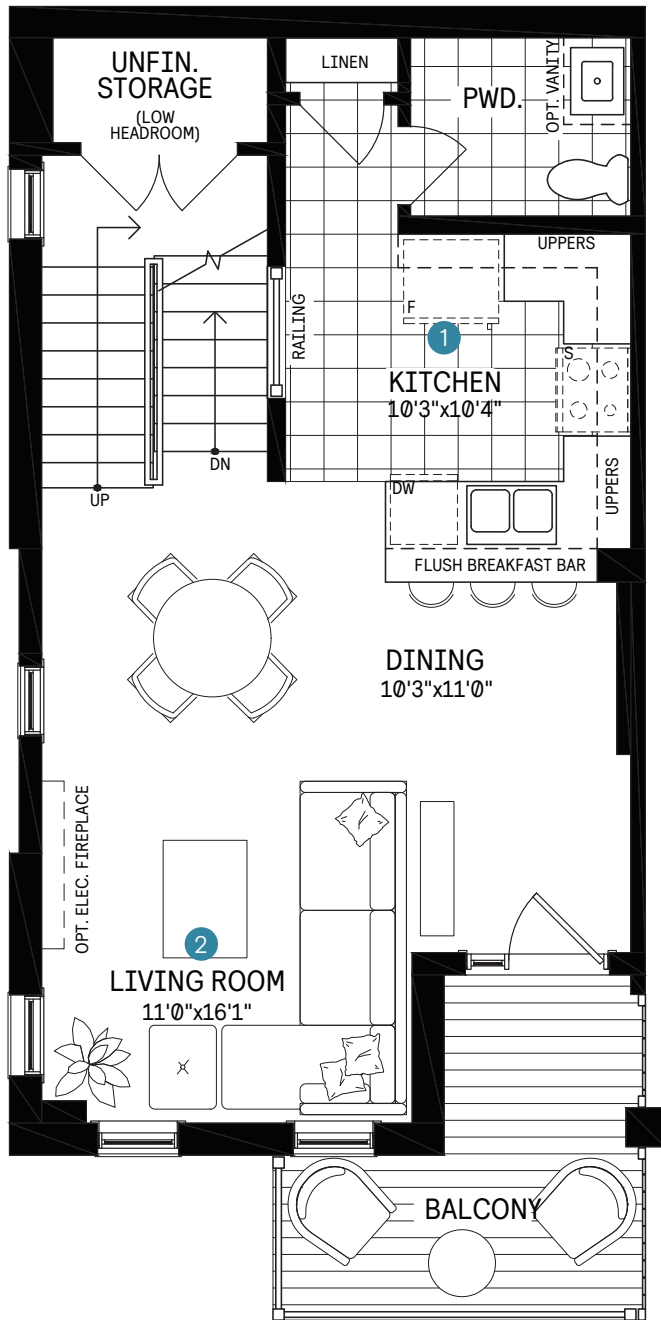 UNFIN.
STORAGE
(LOW
HEADROOM)
LINEN
PWD.
OPT. VANITY
UPPERS
RAILING
F
1
S
KITCHEN
10'3"x10'4"
DN
UP
DW
UPPERS
FLUSH BREAKFAST BAR
DINING
10'3"x11'0"
OPT. ELEC. FIREPLACE
2
LIVING ROOM
11'0"x16'1"
BALCONY